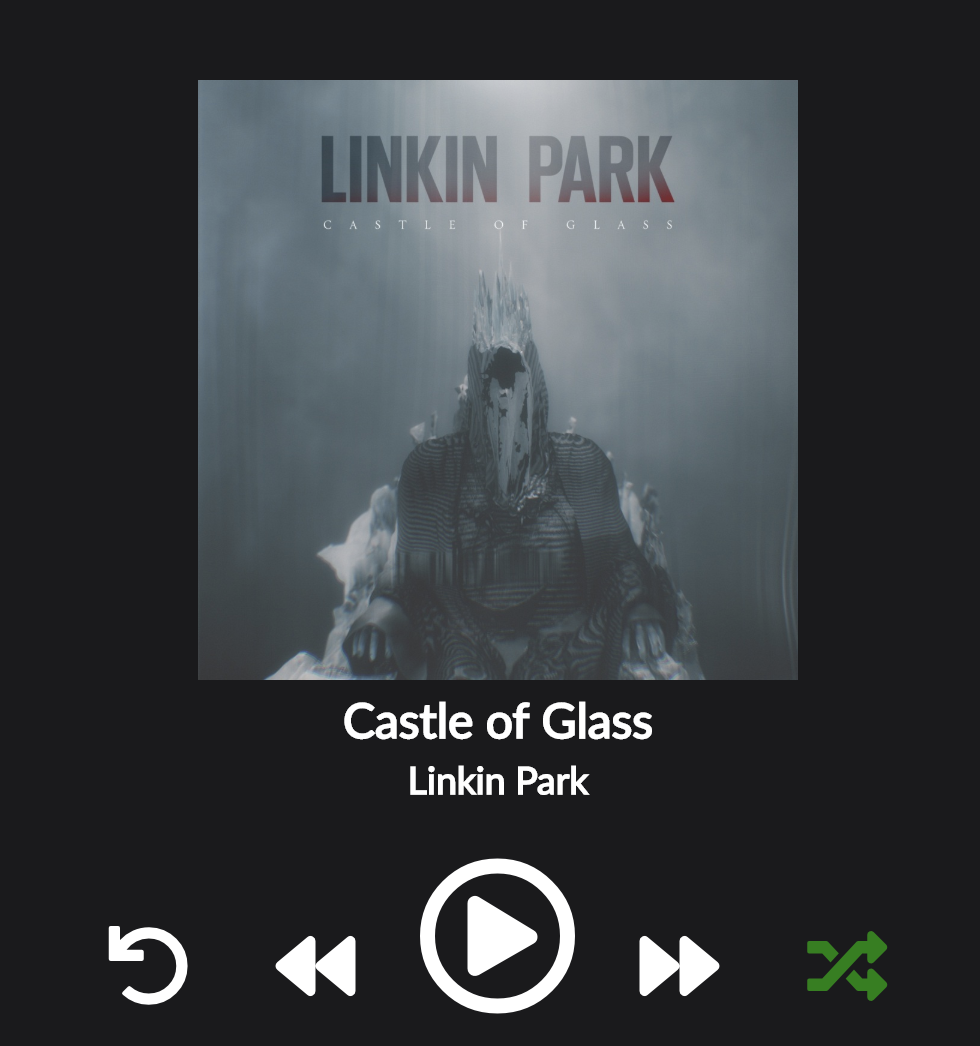 LINKIN PARK
CASTLE OF GLASS
Castle of Glass
Linkin Park